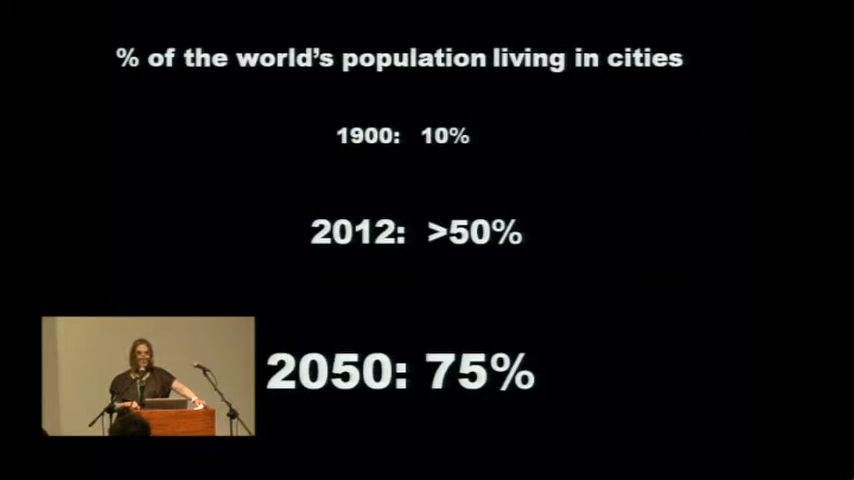 % of the world's population living in cities
1900: 10%
2012: >50%
2050: 75%